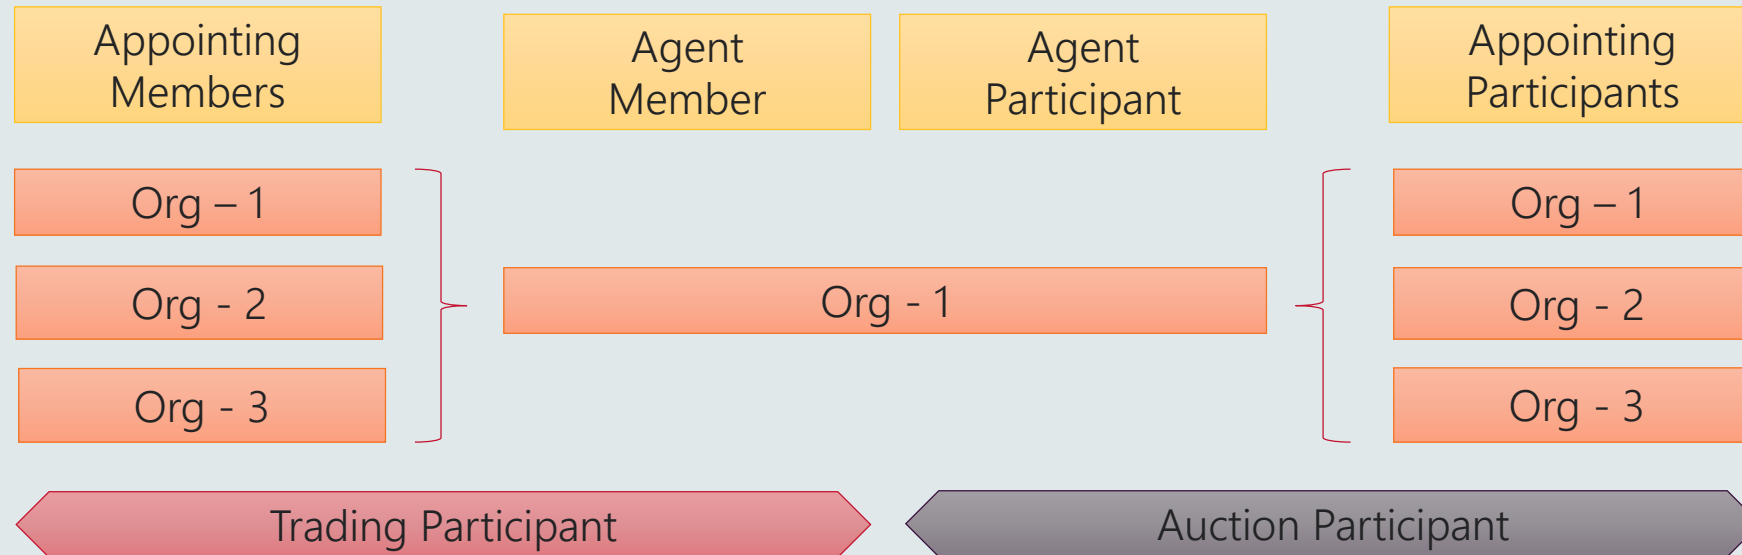 Appointing
Members
Agent
Member
Agent
Participant
Appointing
Participants
Org – 1
Org - 2
Org - 3
Org - 1
Org – 1
Org - 2
Org - 3
Trading Participant
Auction Participant